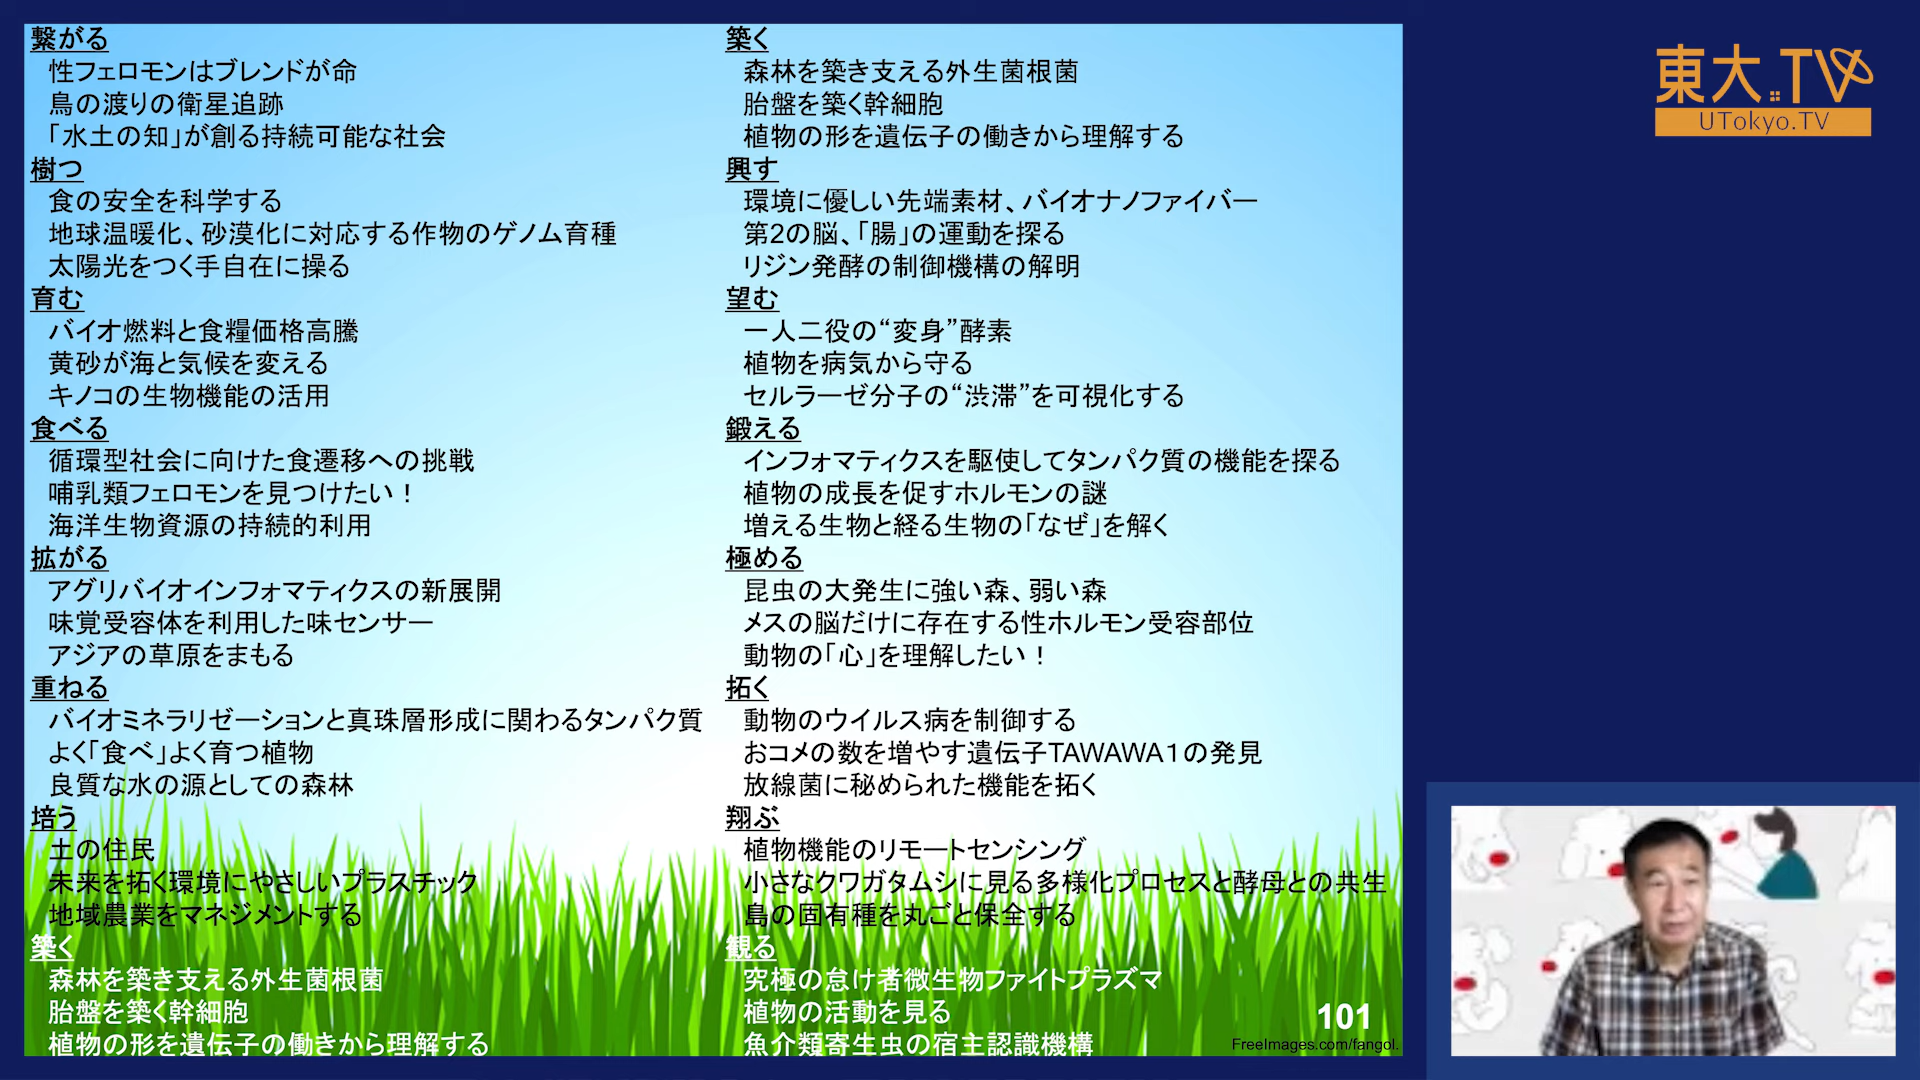 繋がる
性フェロモンはブレンドが命
鳥の渡りの衛星追跡
「水土の知」が創る持続可能な社会
樹つ
食の安全を科学する
地球温暖化、砂漠化に対応する作物のゲノム育種
太陽光をつく手自在に操る
育む
バイオ燃料と食糧価格高騰
黄砂が海と気候を変える
キノコの生物機能の活用
食べる
循環型社会に向けた食遷移への挑戦
哺乳類フェロモンを見つけたい！
海洋生物資源の持続的利用
拡がる
アグリバイオインフォマティクスの新展開
味覚受容体を利用した味センサー
アジアの草原をまもる
重ねる
バイオミネラリゼーションと真珠層形成に関わるタンパク質
よく「食べ」よく育つ植物
良質な水の源としての森林
培う
土の住民
未来を拓く環境にやさしいプラスチック
地域農業をマネジメントする
築く
森林を築き支える外生菌根菌
胎盤を築く幹細胞
植物の形を遺伝子の働きから理解する
築く
森林を築き支える外生菌根菌
胎盤を築く幹細胞
植物の形を遺伝子の働きから理解する
興す
環境に優しい先端素材、バイオナノファイバー
第2の脳、「腸」の運動を探る
リジン発酵の制御機構の解明
望む
一人二役の“変身”酵素
植物を病気から守る
セルラーゼ分子の“渋滞”を可視化する
鍛える
インフォマティクスを駆使してタンパク質の機能を探る
植物の成長を促すホルモンの謎
増える生物と経る生物の「なぜ」を解く
極める
昆虫の大発生に強い森、弱い森
メスの脳だけに存在する性ホルモン受容部位
動物の「心」を理解したい！
拓く
動物のウイルス病を制御する
おコメの数を増やす遺伝子TAWAWA１の発見
放線菌に秘められた機能を拓く
翔ぶ
植物機能のリモートセンシング
小さなクワガタムシに見る多様化プロセスと酵母との共生
島の固有種を丸ごと保全する
観る
究極の怠け者微生物ファイトプラズマ
植物の活動を見る
魚介類寄生虫の宿主認識機構
101
FreeImages.com/fangol.
東大TV
UTokyo.TV